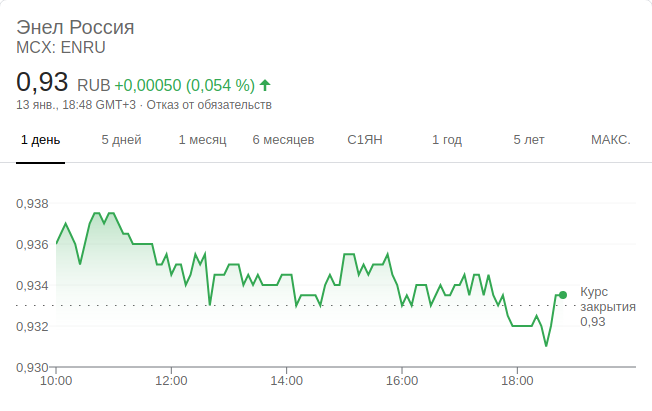 Энел Россия
MCX: ENRU
0,93 RUB +0,00050 (0,054 %)
13 янв., 18:48 GMT+3 · Отказ от обязательств
1 день 5 дней 1 месяц 6 месяцев С1ЯН 1 год 5 лет МАКС.
0,938
0,936
0,934
0,932
0,930
Курс
закрытия
0,93
10:00 12:00 14:00 16:00 18:00